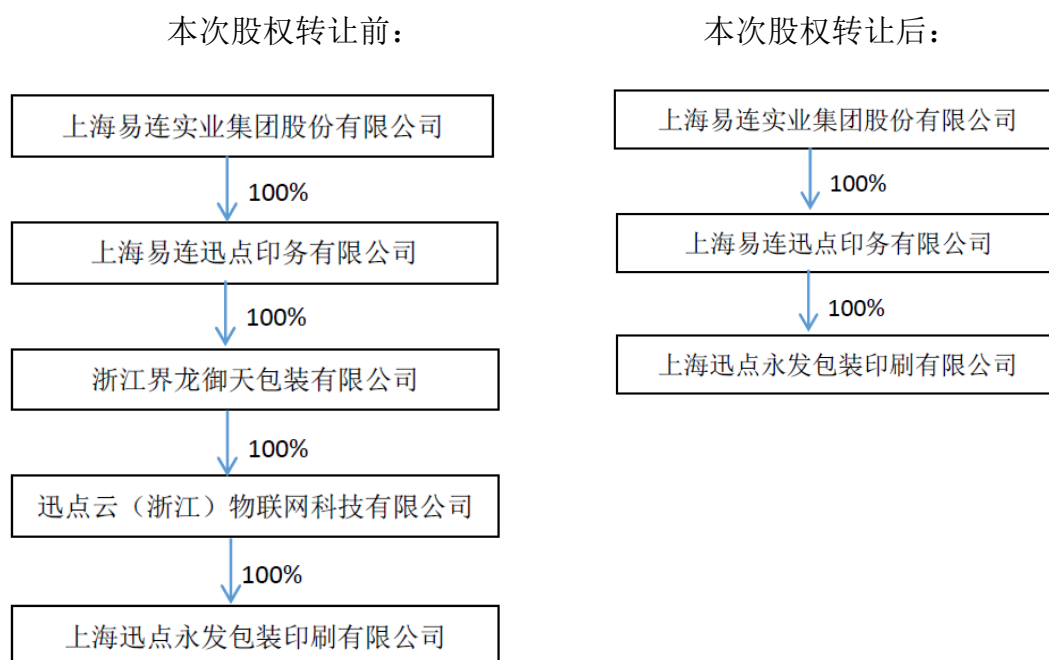 本次股权转让前：
上海易连实业集团股份有限公司
100%
上海易连迅点印务有限公司
100%
浙江界龙御天包装有限公司
100%
迅点云（浙江）物联网科技有限公司
100%
上海迅点永发包装印刷有限公司
本次股权转让后：
上海易连实业集团股份有限公司
100%
上海易连迅点印务有限公司
100%
上海迅点永发包装印刷有限公司